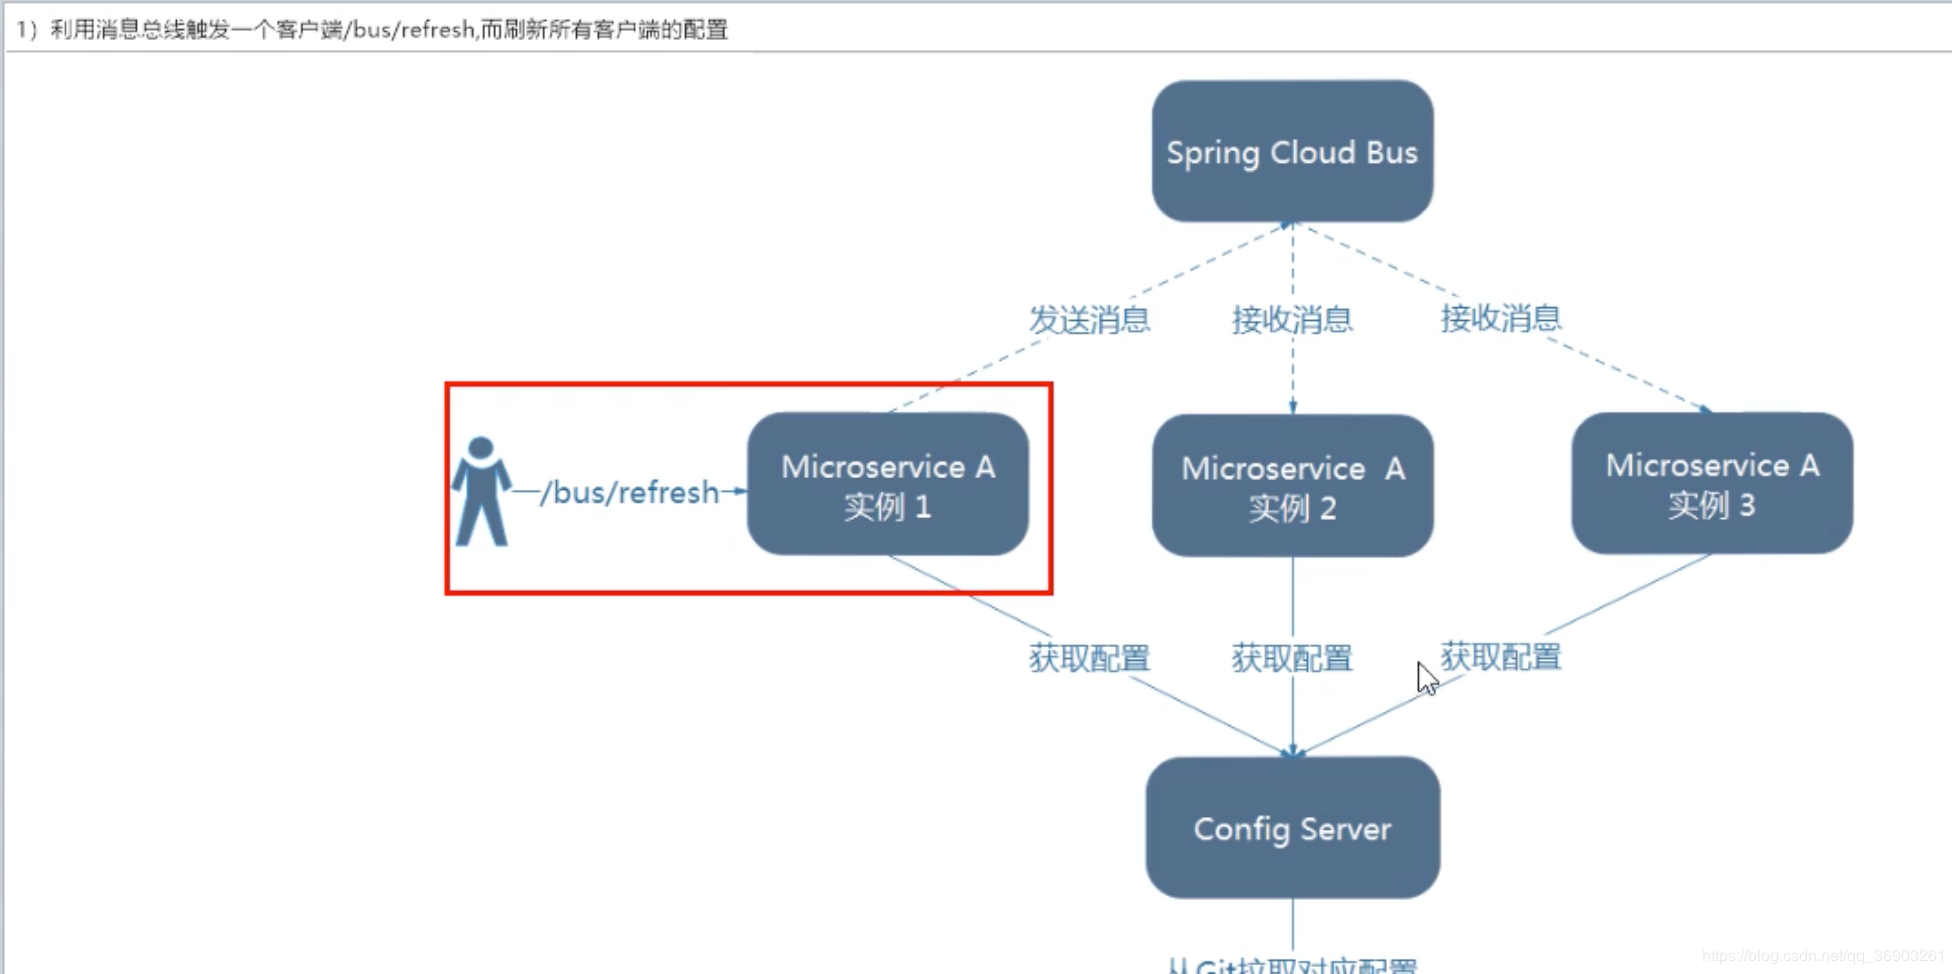 1）利用消息总线触发一个客户端/bus/refresh,而刷新所有客户端的配置
Spring Cloud Bus
发送消息
接收消息
接收消息
/bus/refresh
Microservice A
实例 1
Microservice A
实例 2
Microservice A
实例 3
获取配置
获取配置
获取配置
Config Server
从Git拉取对应配置
https://blog.csdn.net/qq_36903261